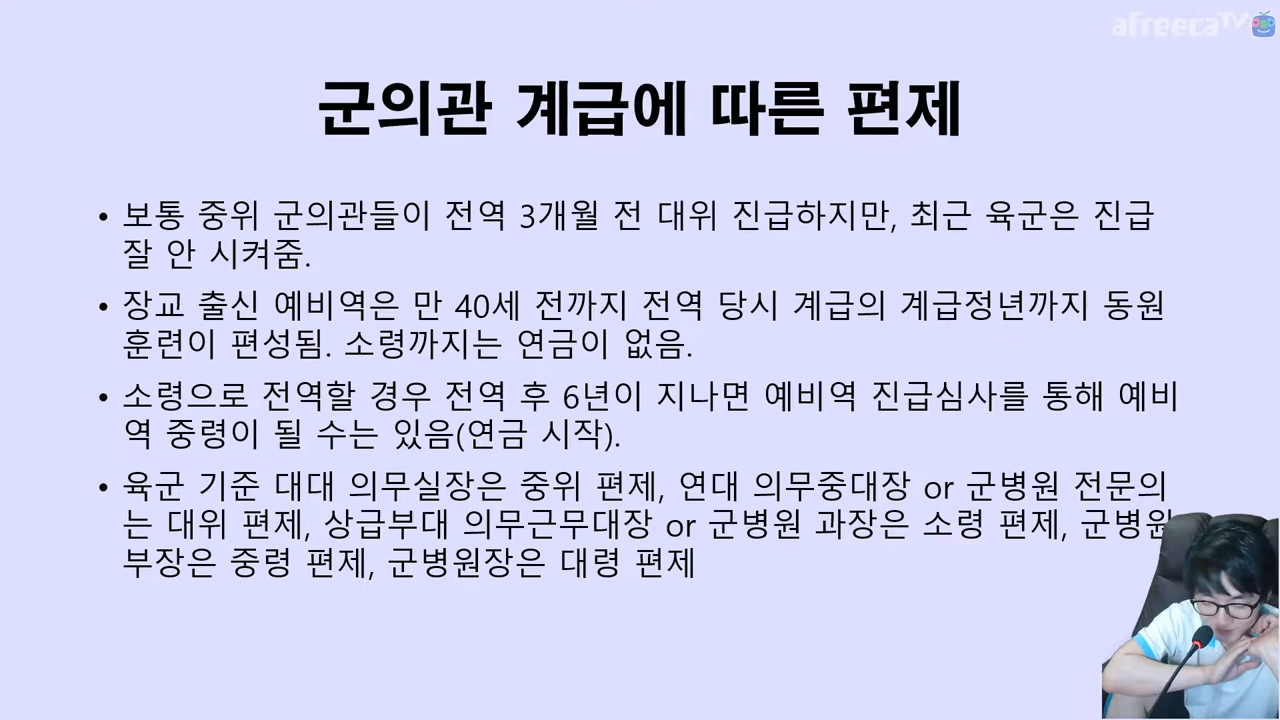 afreecaTV
군의관 계급에 따른 편제
• 보통 중위 군의관들이 전역 3개월 전 대위 진급하지만, 최근 육군은 진급
잘 안 시켜줌.
• 장교 출신 예비역은 만 40세 전까지 전역 당시 계급의 계급정년까지 동원
훈련이 편성됨. 소령까지는 연금이 없음.
• 소령으로 전역할 경우 전역 후 6년이 지나면 예비역 진급심사를 통해 예비
역 중령이 될 수는 있음(연금 시작).
• 육군 기준 대대 의무실장은 중위 편제, 연대 의무중대장 or 군병원 전문의
는 대위 편제, 상급부대 의무근무대장 or 군병원 과장은 소령 편제, 군병원
부장은 중령 편제, 군병원장은 대령 편제